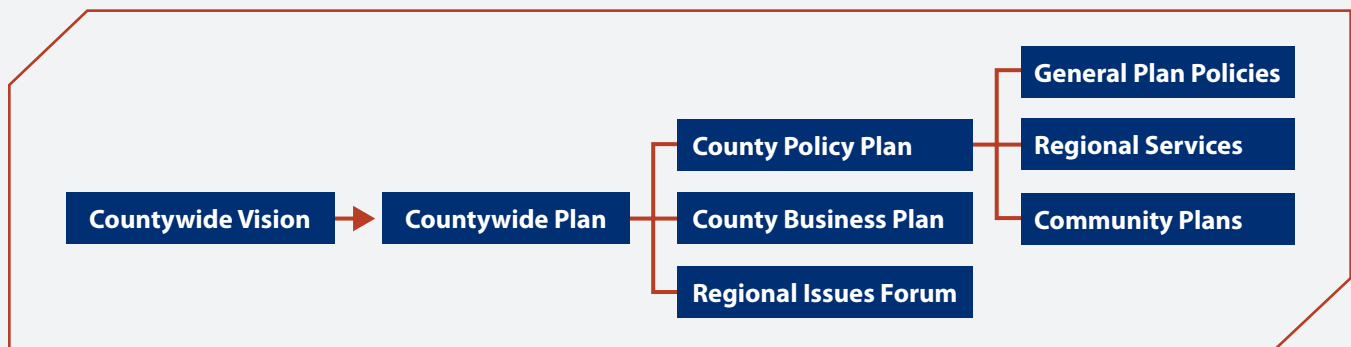 Countywide Vision
Countywide Plan
County Policy Plan
County Business Plan
Regional Issues Forum
General Plan Policies
Regional Services
Community Plans